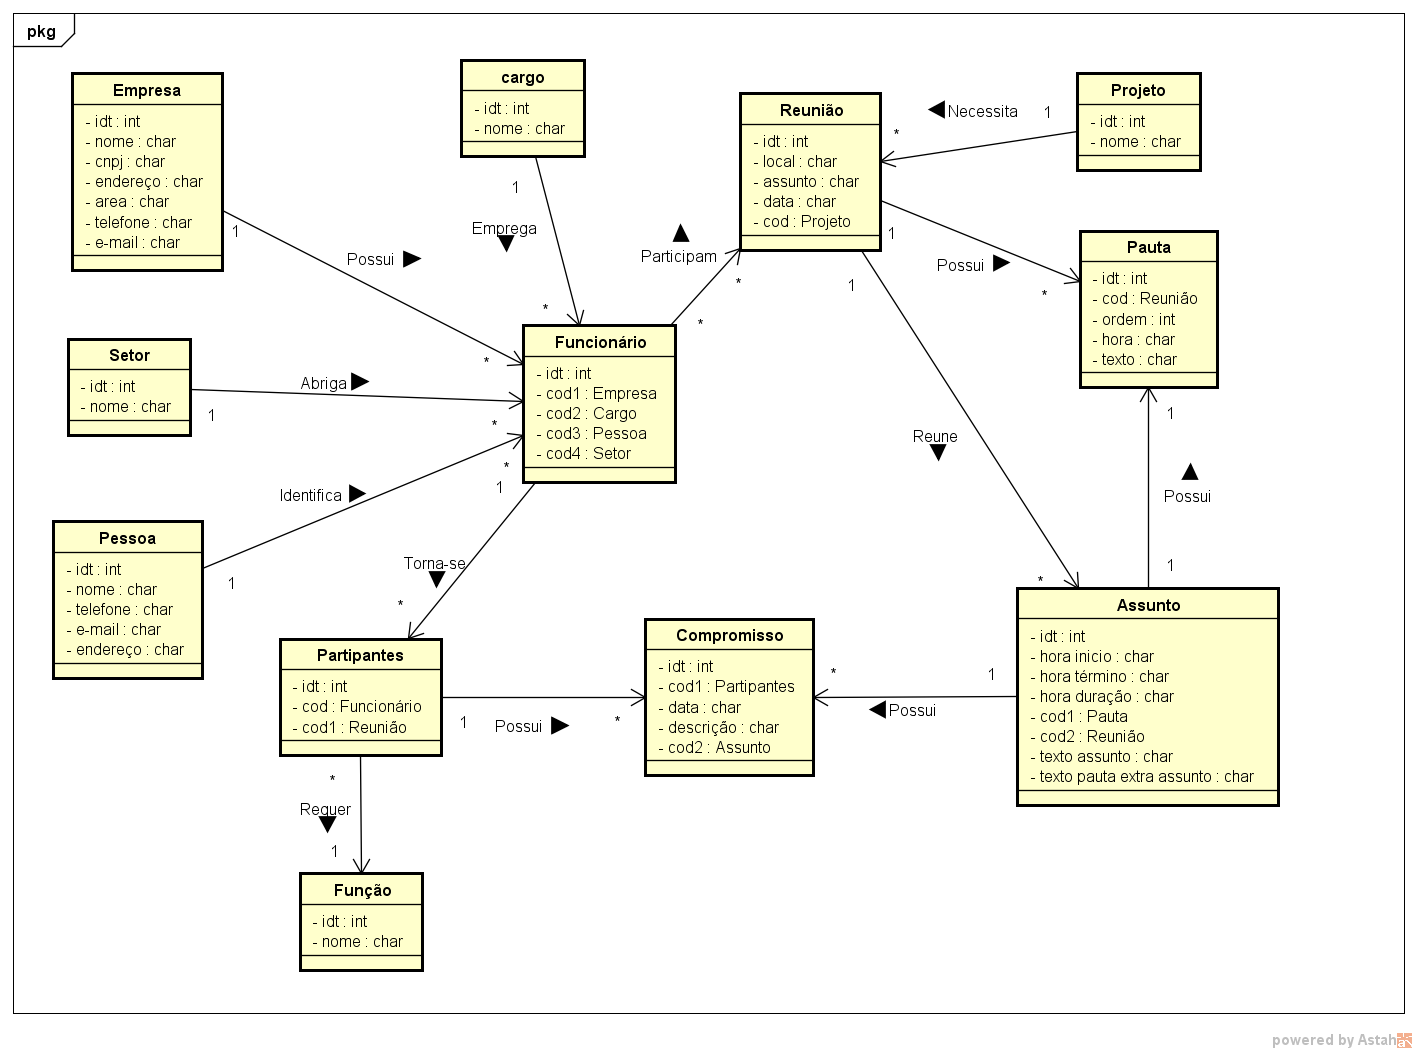 pkg
Empresa
- idt : int
- nome : char
- cnpj : char
- endereço : char
- area : char
- telefone : char
- e-mail : char
1
Possui
*
cargo
- idt : int
- nome : char
1
Emprega
*
Reunião
- idt : int
- local : char
- assunto : char
- data : char
- cod : Projeto
Necessita
1
*
Projeto
- idt : int
- nome : char
Participam
*
*
1
Possui
*
Pauta
- idt : int
- cod : Reunião
- ordem : int
- hora : char
- texto : char
Setor
- idt : int
- nome : char
Abriga
1
*
Funcionário
- idt : int
- cod1 : Empresa
- cod2 : Cargo
- cod3 : Pessoa
- cod4 : Setor
1
Reune
*
1
Possui
1
Pessoa
- idt : int
- nome : char
- telefone : char
- e-mail : char
- endereço : char
Identifica
1
*
1
Torna-se
*
Partipantes
- idt : int
- cod : Funcionário
- cod1 : Reunião
1
Possui
*
Compromisso
- idt : int
- cod1 : Partipantes
- data : char
- descrição : char
- cod2 : Assunto
*
Possui
1
Assunto
- idt : int
- hora inicio : char
- hora término : char
- hora duração : char
- cod1 : Pauta
- cod2 : Reunião
- texto assunto : char
- texto pauta extra assunto : char
*
Requer
1
Função
- idt : int
- nome : char
powered by Astah